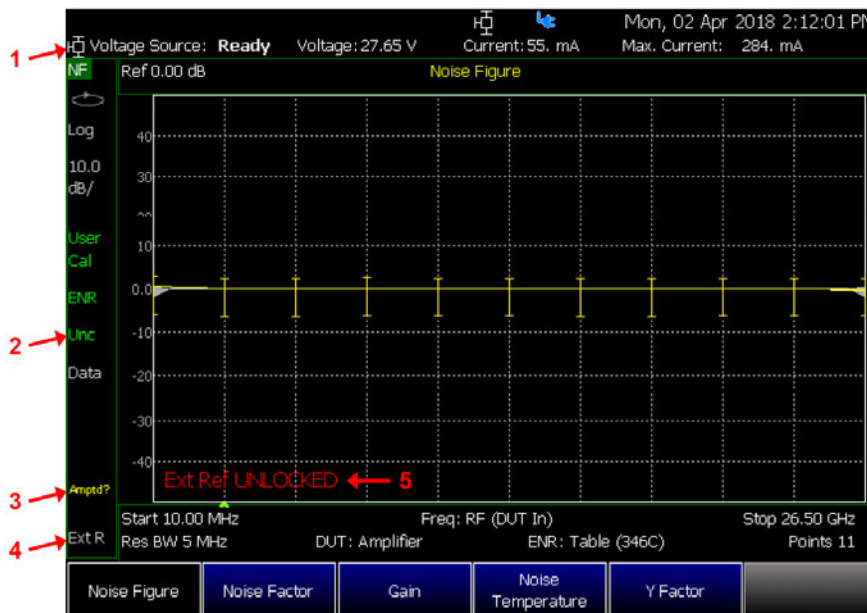 Mon, 02 Apr 2018 2:12:01 PM
1
Voltage Source: Ready Voltage: 27.65 V Current: 55. mA Max. Current: 284. mA
NF
Ref 0.00 dB
Noise Figure
Log
10.0
dB/
User
Cal
ENR
2
Unc
Data
3
Amptd?
4
Ext R
40
30
10
0.0
-10
-20
-30
-40
Ext Ref UNLOCKED
5
Start 10.00 MHz Freq: RF (DUT In) Stop 26.50 GHz
Res BW 5 MHz DUT: Amplifier ENR: Table (346C) Points 11
Noise Figure
Noise Factor
Gain
Noise
Temperature
Y Factor